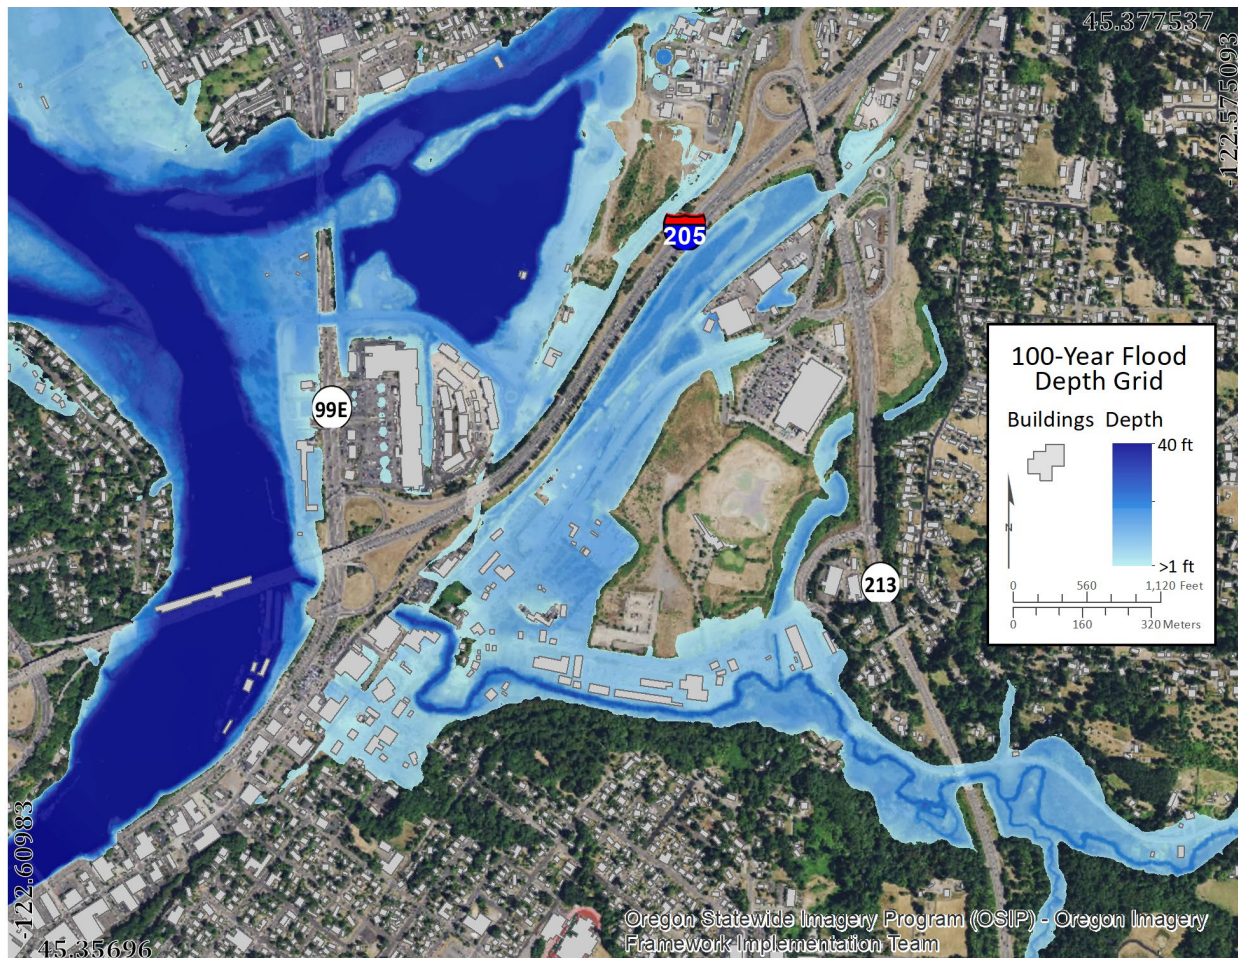 45.377537
-122.575093
205
100-Year Flood
Depth Grid
Buildings Depth
40 ft
>1 ft
N
0 560 1,120 Feet
0 160 320 Meters
99E
213
-122.60983
45.35696
Oregon Statewide Imagery Program (OSIP) - Oregon Imagery
Framework Implementation Team